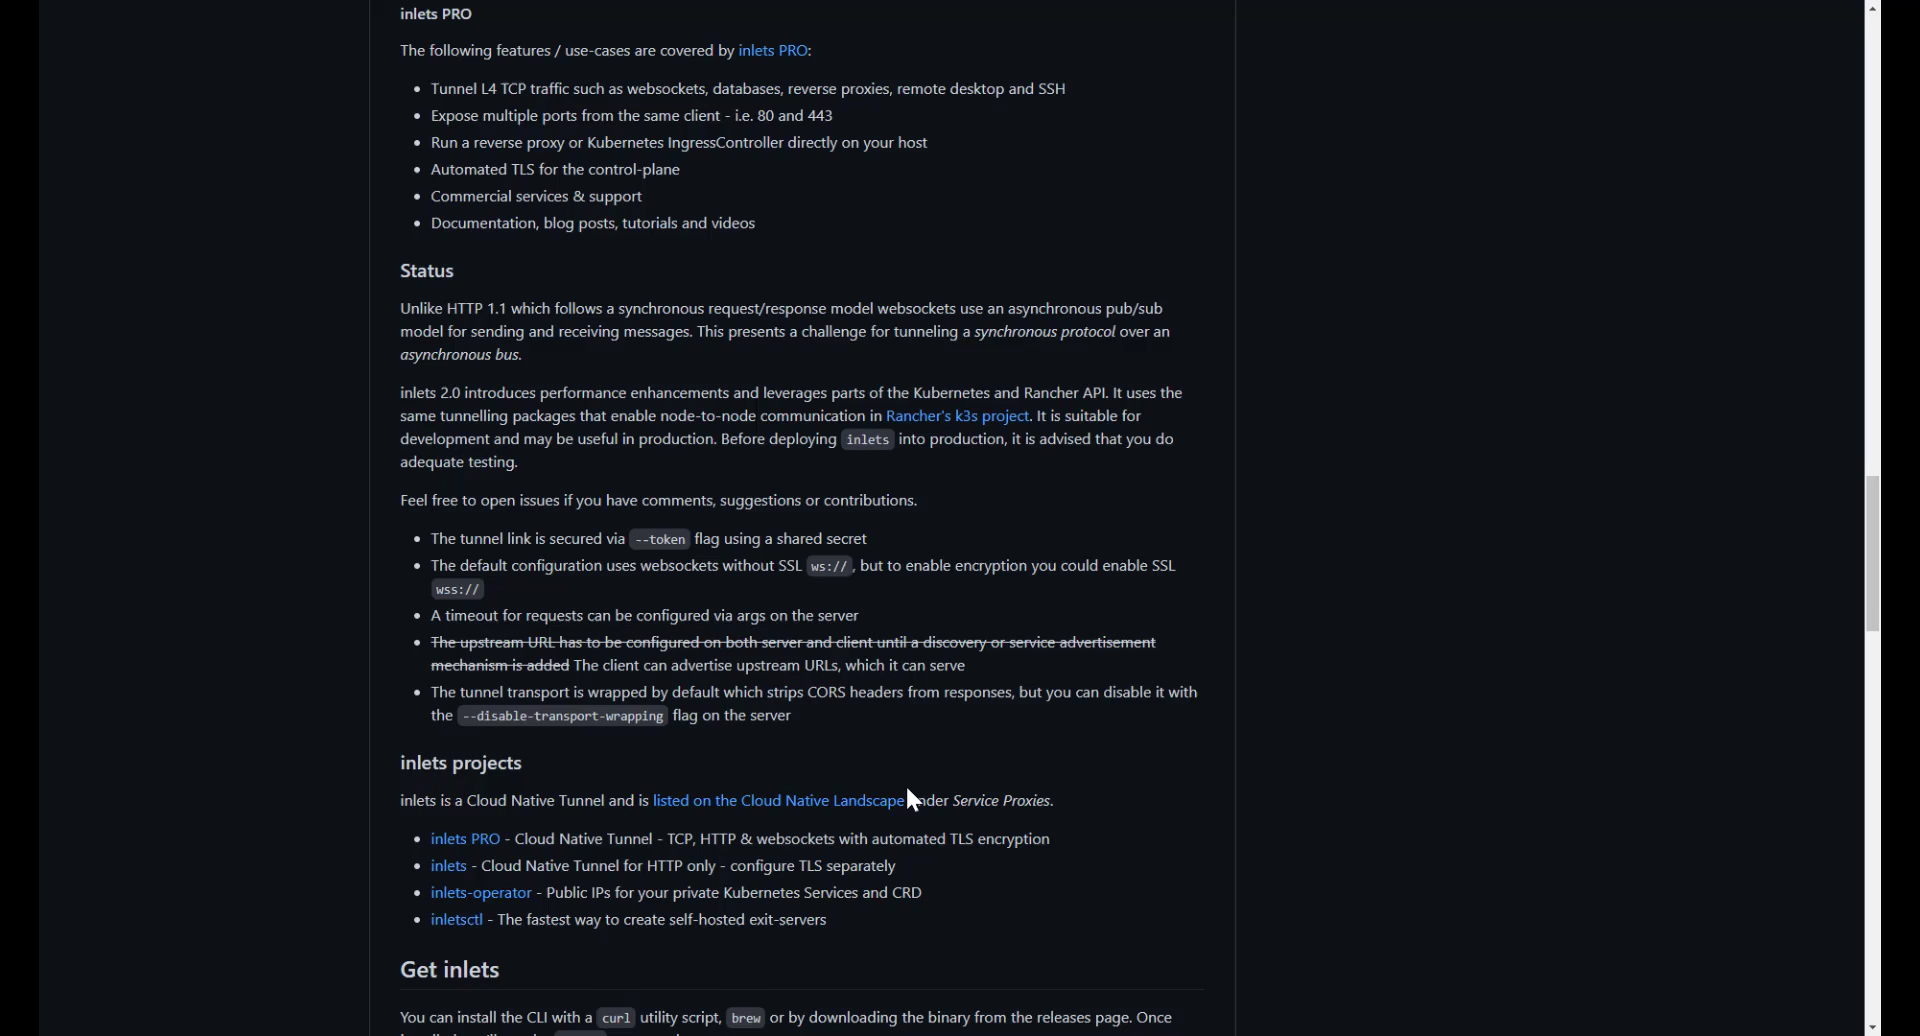 inlets PRO
The following features / use-cases are covered by inlets PRO:
Tunnel L4 TCP traffic such as websockets, databases, reverse proxies, remote desktop and SSH
Expose multiple ports from the same client - i.e. 80 and 443
Run a reverse proxy or Kubernetes IngressController directly on your host
Automated TLS for the control-plane
Commercial services & support
Documentation, blog posts, tutorials and videos
Status
Unlike HTTP 1.1 which follows a synchronous request/response model websockets use an asynchronous pub/sub
model for sending and receiving messages. This presents a challenge for tunneling a synchronous protocol over an
asynchronous bus.
inlets 2.0 introduces performance enhancements and leverages parts of the Kubernetes and Rancher API. It uses the
same tunnelling packages that enable node-to-node communication in Rancher's k3s project. It is suitable for
development and may be useful in production. Before deploying inlets into production, it is advised that you do
adequate testing.
Feel free to open issues if you have comments, suggestions or contributions.
The tunnel link is secured via --token flag using a shared secret
The default configuration uses websockets without SSL ws://, but to enable encryption you could enable SSL
wss://
A timeout for requests can be configured via args on the server
The upstream URL has to be configured on both server and client until a discovery or service advertisement
mechanism is added The client can advertise upstream URLs, which it can serve
The tunnel transport is wrapped by default which strips CORS headers from responses, but you can disable it with
the --disable-transport-wrapping flag on the server
inlets projects
inlets is a Cloud Native Tunnel and is listed on the Cloud Native Landscape under Service Proxies.
inlets PRO - Cloud Native Tunnel - TCP, HTTP & websockets with automated TLS encryption
inlets - Cloud Native Tunnel for HTTP only - configure TLS separately
inlets-operator - Public IPs for your private Kubernetes Services and CRD
inletsctl - The fastest way to create self-hosted exit-servers
Get inlets
You can install the CLI with a curl utility script, brew or by downloading the binary from the releases page. Once